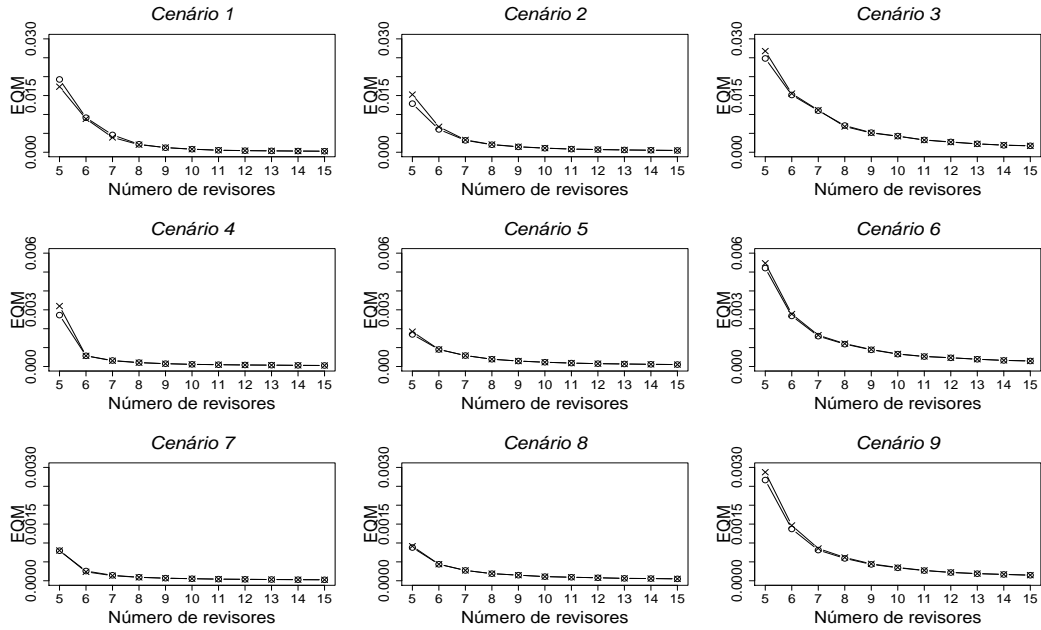 Cenário 1
EQM
0.000 0.015 0.030
5 6 7 8 9 10 11 12 13 14 15
Número de revisores
Cenário 2
EQM
0.000 0.015 0.030
5 6 7 8 9 10 11 12 13 14 15
Número de revisores
Cenário 3
EQM
0.000 0.015 0.030
5 6 7 8 9 10 11 12 13 14 15
Número de revisores
Cenário 4
EQM
0.000 0.003 0.006
5 6 7 8 9 10 11 12 13 14 15
Número de revisores
Cenário 5
EQM
0.000 0.003 0.006
5 6 7 8 9 10 11 12 13 14 15
Número de revisores
Cenário 6
EQM
0.000 0.003 0.006
5 6 7 8 9 10 11 12 13 14 15
Número de revisores
Cenário 7
EQM
0.0000 0.0015 0.0030
5 6 7 8 9 10 11 12 13 14 15
Número de revisores
Cenário 8
EQM
0.0000 0.0015 0.0030
5 6 7 8 9 10 11 12 13 14 15
Número de revisores
Cenário 9
EQM
0.0000 0.0015 0.0030
5 6 7 8 9 10 11 12 13 14 15
Número de revisores